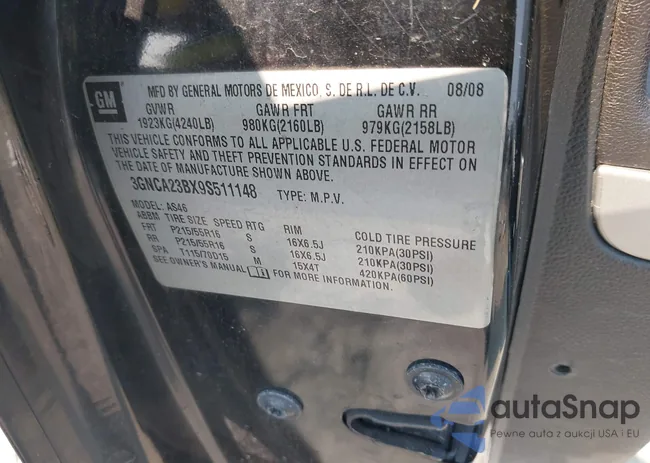 GM
MFD BY GENERAL MOTORS DE MEXICO, S. DE R.L. DE C.V. 08/08
GVWR GAWR FRT GAWR RR
1923KG(4240LB) 980KG(2160LB) 979KG(2158LB)
THIS VEHICLE CONFORMS TO ALL APPLICABLE U.S. FEDERAL MOTOR
VEHICLE SAFETY AND THEFT PREVENTION STANDARDS IN EFFECT ON
THE DATE OF MANUFACTURE SHOWN ABOVE.
3GNCA23BX9S511148 TYPE: M.P.V.
MODEL: AS46
ABBM TIRE SIZE SPEED RTG RIM COLD TIRE PRESSURE
FRT P215/55R16 S 16X6.5J 210KPA(30PSI)
RR P215/55R16 S 16X6.5J 210KPA(30PSI)
SPA T115/70D15 M 15X4T 420KPA(60PSI)
SEE OWNER'S MANUAL FOR MORE INFORMATION.
autaSnap
Pewne auta z aukcji USA i EU